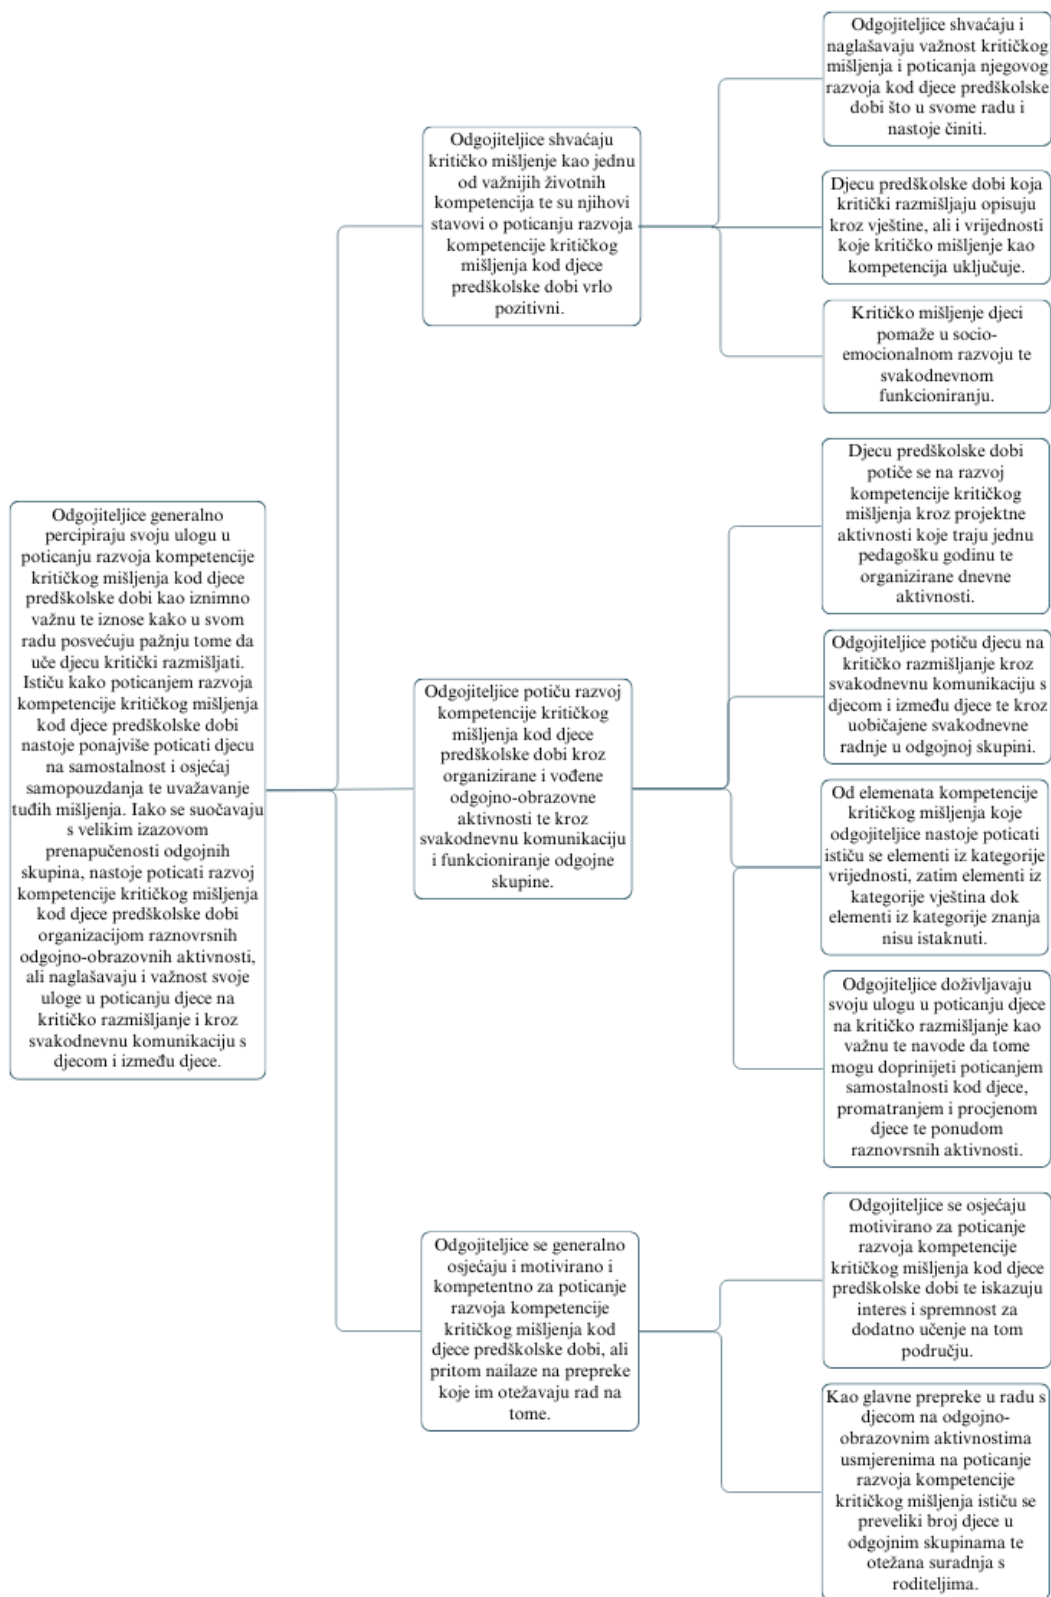 Odgojiteljice generalno
percipiraju svoju ulogu u
poticanju razvoja kompetencije
kritičkog mišljenja kod djece
predškolske dobi kao iznimno
važnu te iznose kako u svom
radu posvećuju pažnju tome da
uče djecu kritički razmišljati.
Ističu kako poticanjem razvoja
kompetencije kritičkog mišljenja
kod djece predškolske dobi
nastoje ponajviše poticati djecu
na samostalnost i osjećaj
samopouzdanja te uvažavanje
tuđih mišljenja. Iako se suočavaju
s velikim izazovom
prenapučenosti odgojnih
skupina, nastoje poticati razvoj
kompetencije kritičkog mišljenja
kod djece predškolske dobi
organizacijom raznovrsnih
odgojno-obrazovnih aktivnosti,
ali naglašavaju i važnost svoje
uloge u poticanju djece na
kritičko razmišljanje i kroz
svakodnevnu komunikaciju s
djecom i između djece.
Odgojiteljice shvaćaju
kritičko mišljenje kao jednu
od važnijih životnih
kompetencija te su njihovi
stavovi o poticanju razvoja
kompetencije kritičkog
mišljenja kod djece
predškolske dobi vrlo
pozitivni.
Odgojiteljice shvaćaju i
naglašavaju važnost kritičkog
mišljenja i poticanja njegovog
razvoja kod djece predškolske
dobi što u svome radu i
nastoje činiti.
Djecu predškolske dobi koja
kritički razmišljaju opisuju
kroz vještine, ali i vrijednosti
koje kritičko mišljenje kao
kompetencija uključuje.
Kritičko mišljenje djeci
pomaže u socio-
emocionalnom razvoju te
svakodnevnom
funkcioniranju.
Odgojiteljice potiču razvoj
kompetencije kritičkog
mišljenja kod djece
predškolske dobi kroz
organizirane i vođene
odgojno-obrazovne
aktivnosti te kroz
svakodnevnu komunikaciju
i funkcioniranje odgojne
skupine.
Djecu predškolske dobi
potiče se na razvoj
kompetencije kritičkog
mišljenja kroz projektne
aktivnosti koje traju jednu
pedagošku godinu te
organizirane dnevne
aktivnosti.
Odgojiteljice potiču djecu na
kritičko razmišljanje kroz
svakodnevnu komunikaciju s
djecom i između djece te kroz
uobičajene svakodnevne
radnje u odgojnoj skupini.
Od elemenata kompetencije
kritičkog mišljenja koje
odgojiteljice nastoje poticati
ističu se elementi iz kategorije
vrijednosti, zatim elementi iz
kategorije vještina dok
elementi iz kategorije znanja
nisu istaknuti.
Odgojiteljice doživljavaju
svoju ulogu u poticanju djece
na kritičko razmišljanje kao
važnu te navode da tome
mogu doprinijeti poticanjem
samostalnosti kod djece,
promatranjem i procjenom
djece te ponudom
raznovrsnih aktivnosti.
Odgojiteljice se generalno
osjećaju i motivirano i
kompetentno za poticanje
razvoja kompetencije
kritičkog mišljenja kod
djece predškolske dobi, ali
pritom nailaze na prepreke
koje im otežavaju rad na
tome.
Odgojiteljice se osjećaju
motivirano za poticanje
razvoja kompetencije
kritičkog mišljenja kod djece
predškolske dobi te iskazuju
interes i spremnost za
dodatno učenje na tom
području.
Kao glavne prepreke u radu s
djecom na odgojno-
obrazovnim aktivnostima
usmjerenima na poticanje
razvoja kompetencije
kritičkog mišljenja ističu se
preveliki broj djece u
odgojnim skupinama te
otežana suradnja s
roditeljima.